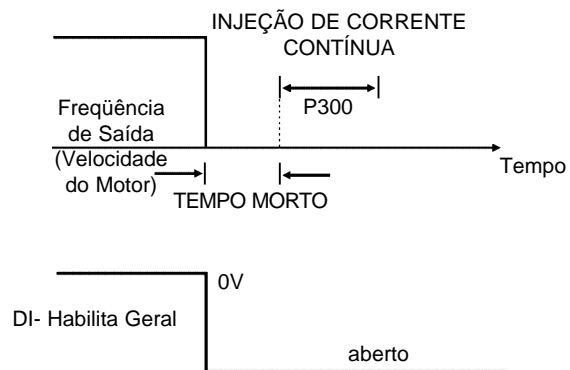 INJEÇÃO DE CORRENTE
CONTÍNUA
P300
Freqüência
de Saída
(Velocidade
do Motor)
Tempo
TEMPO MORTO
0V
DI- Habilita Geral
aberto